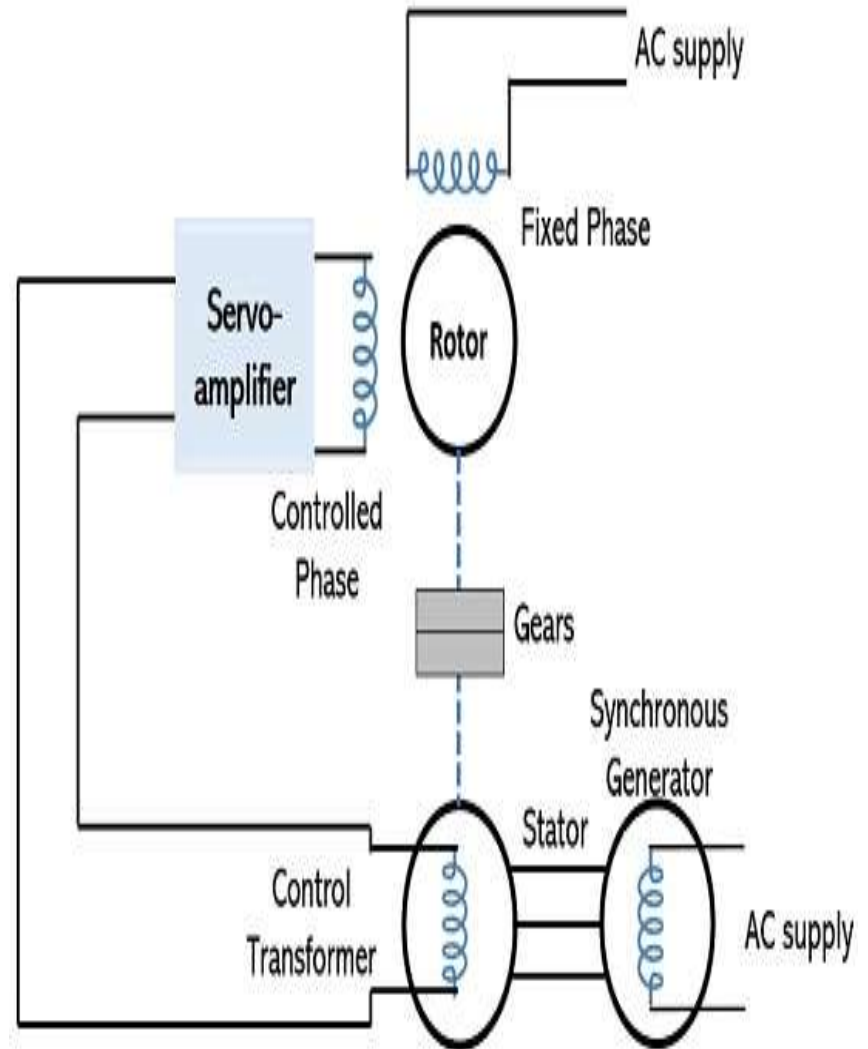 AC supply
Fixed Phase
Servo-
amplifier
Rotor
Controlled
Phase
Gears
Synchronous
Generator
Stator
Control
Transformer
AC supply